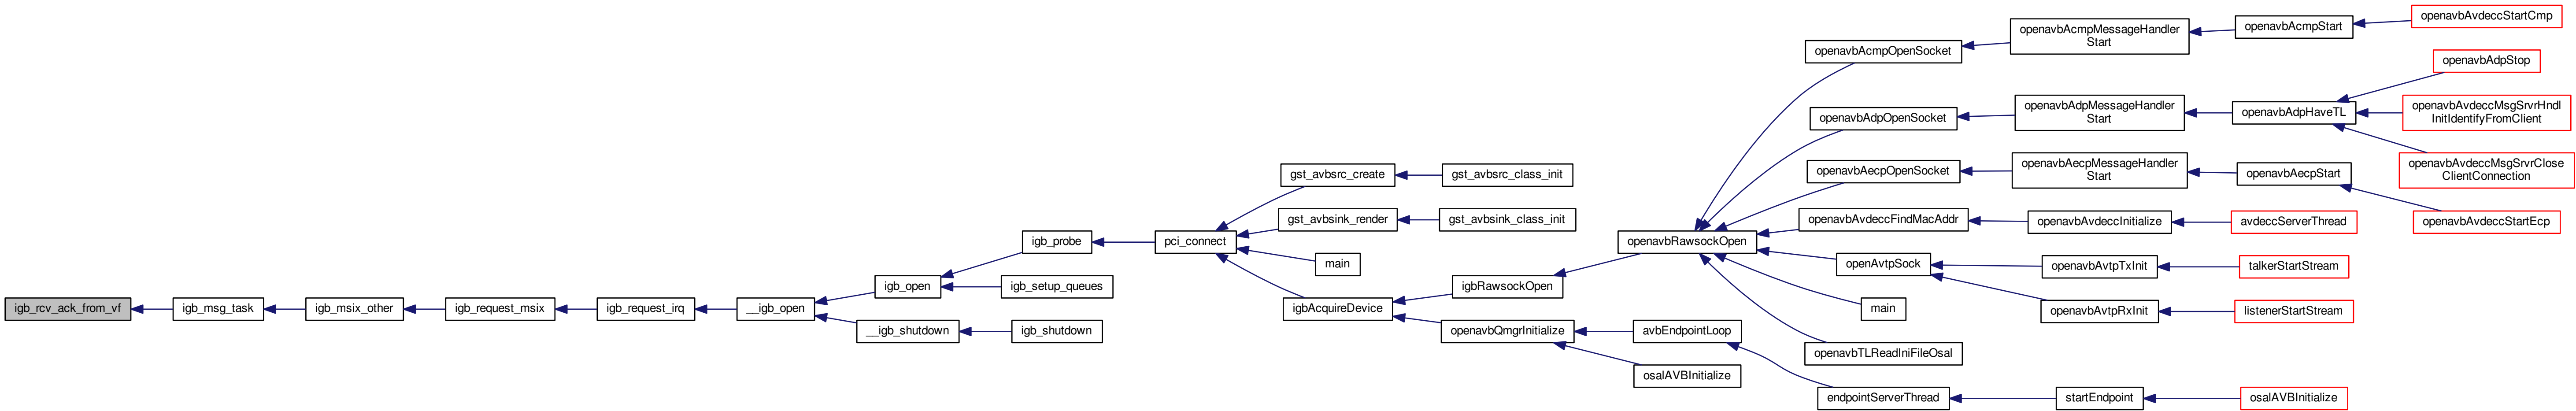 igb_rcv_ack_from_vf
igb_msg_task
igb_msix_other
igb_request_msix
igb_request_irq
__igb_open
igb_open
__igb_shutdown
igb_probe
igb_setup_queues
igb_shutdown
pci_connect
gst_avbsrc_create
gst_avbsink_render
main
igbAcquireDevice
gst_avbsrc_class_init
gst_avbsink_class_init
igbRawsockOpen
openavbQmgrInitialize
openavbRawsockOpen
avbEndpointLoop
osalAVBInitialize
openavbAcmpOpenSocket
openavbAdpOpenSocket
openavbAecpOpenSocket
openavbAvdeccFindMacAddr
openAvtpSock
main
openavbTLReadIniFileOsal
endpointServerThread
openavbAcmpMessageHandler
Start
openavbAdpMessageHandler
Start
openavbAecpMessageHandler
Start
openavbAvdeccInitialize
openavbAvtpTxInit
openavbAvtpRxInit
startEndpoint
openavbAcmpStart
openavbAdpHaveTL
openavbAecpStart
avdeccServerThread
talkerStartStream
listenerStartStream
osalAVBInitialize
openavbAvdeccStartCmp
openavbAdpStop
openavbAvdeccMsgSrvrHndl
InitIdentifyFromClient
openavbAvdeccMsgSrvrClose
ClientConnection
openavbAvdeccStartEcp